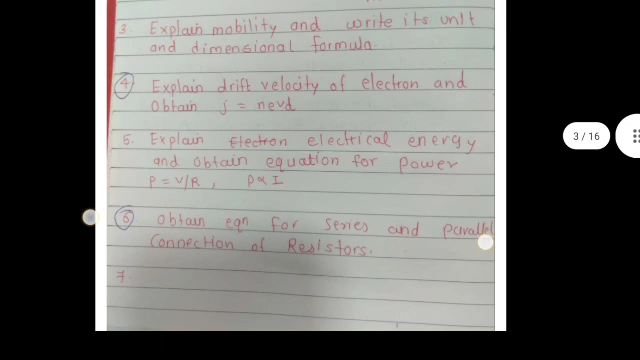 3. Explain mobility and write its unit
and dimensional formula.
4 Explain drift velocity of electron and
Obtain j = nevd
5. Explain Electron electrical energy
and obtain equation for power
P = V/R, P ∝ I
6 Obtain eqn for series and parallel
Connection of Resistors.
7.
3 / 16